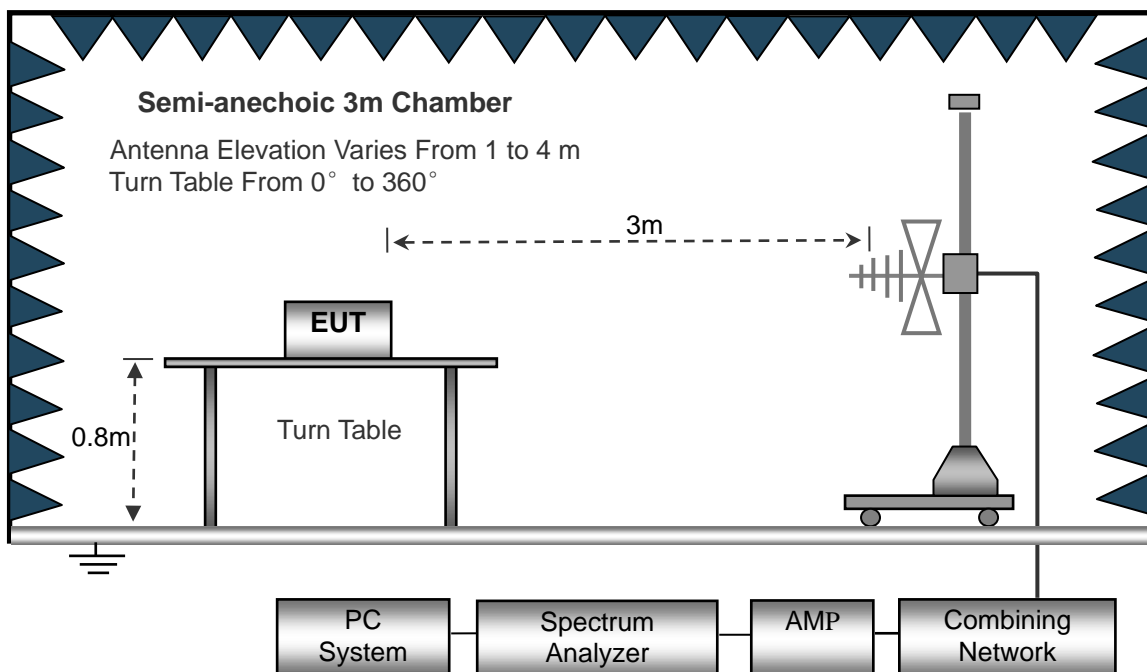 Semi-anechoic 3m Chamber
Antenna Elevation Varies From 1 to 4 m
Turn Table From 0° to 360°
3m
EUT
0.8m
Turn Table
PC
System
Spectrum
Analyzer
AMP
Combining
Network